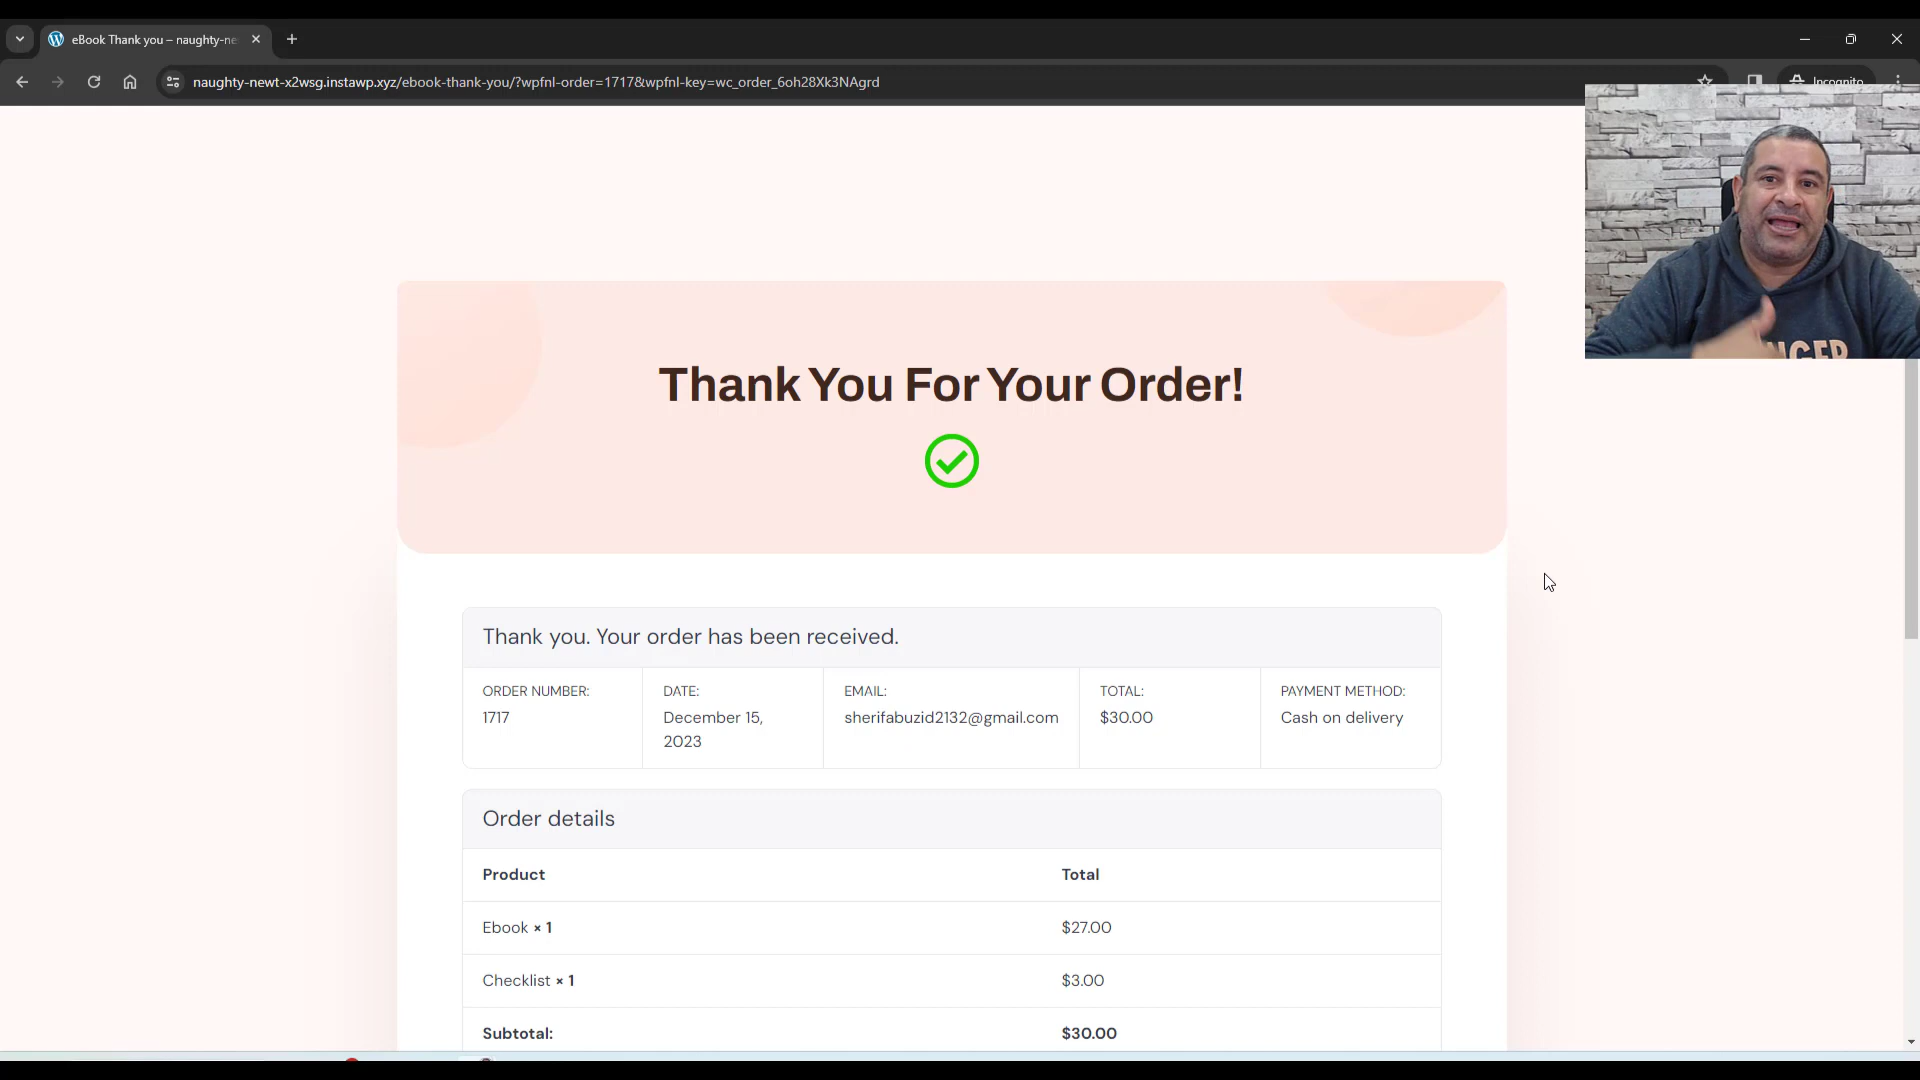 eBook Thank you – naughty-ne
naughty-newt-x2wsg.instawp.xyz/ebook-thank-you/?wpfnl-order=1717&wpfnl-key=wc_order_6oh28Xk3NAgrd
Incognito
Thank You For Your Order!
Thank you. Your order has been received.
ORDER NUMBER:
1717
DATE:
December 15,
2023
EMAIL:
sherifabuzid2132@gmail.com
TOTAL:
$30.00
PAYMENT METHOD:
Cash on delivery
Order details
Product Total
Ebook × 1 $27.00
Checklist × 1 $3.00
Subtotal: $30.00